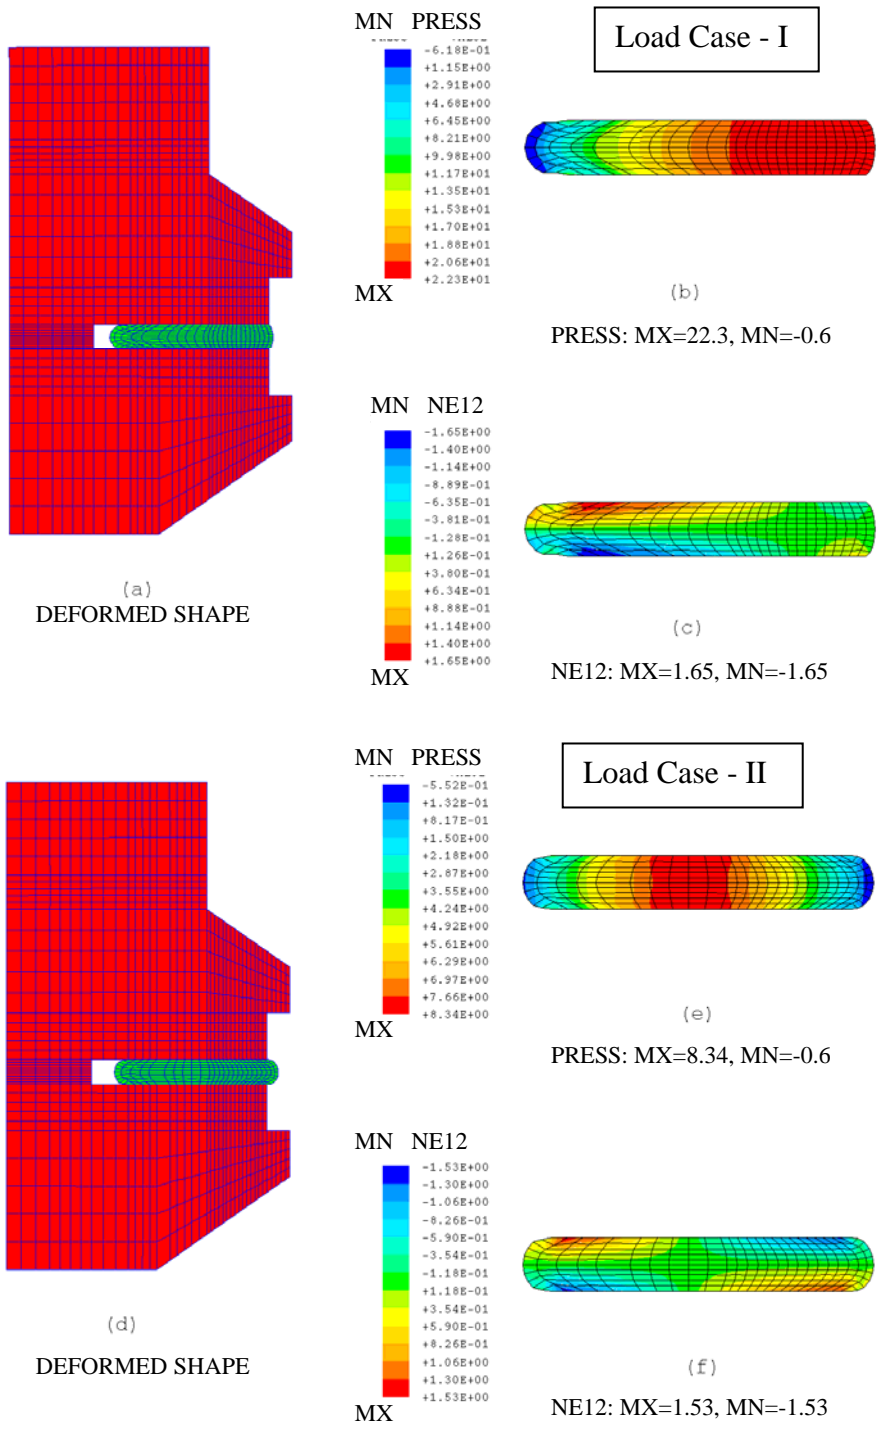 MN PRESS
Load Case - I
-6.18E-01
+1.15E+00
+2.91E+00
+4.68E+00
+6.45E+00
+8.21E+00
+9.98E+00
+1.17E+01
+1.35E+01
+1.53E+01
+1.70E+01
+1.88E+01
+2.06E+01
+2.23E+01
MX
(b)
PRESS: MX=22.3, MN=-0.6
MN NE12
-1.65E+00
-1.40E+00
-1.14E+00
-8.89E-01
-6.35E-01
-3.81E-01
-1.28E-01
+1.26E-01
+3.80E-01
+6.34E-01
+8.88E-01
+1.14E+00
+1.40E+00
+1.65E+00
MX
(a)
DEFORMED SHAPE
(c)
NE12: MX=1.65, MN=-1.65
MN PRESS
Load Case - II
-5.52E-01
+1.32E-01
+8.17E-01
+1.50E+00
+2.18E+00
+2.87E+00
+3.55E+00
+4.24E+00
+4.92E+00
+5.61E+00
+6.29E+00
+6.97E+00
+7.66E+00
+8.34E+00
MX
(e)
PRESS: MX=8.34, MN=-0.6
MN NE12
-1.53E+00
-1.30E+00
-1.06E+00
-8.26E-01
-5.90E-01
-3.54E-01
-1.18E-01
+1.18E-01
+3.54E-01
+5.90E-01
+8.26E-01
+1.06E+00
+1.30E+00
+1.53E+00
MX
(d)
DEFORMED SHAPE
(f)
NE12: MX=1.53, MN=-1.53